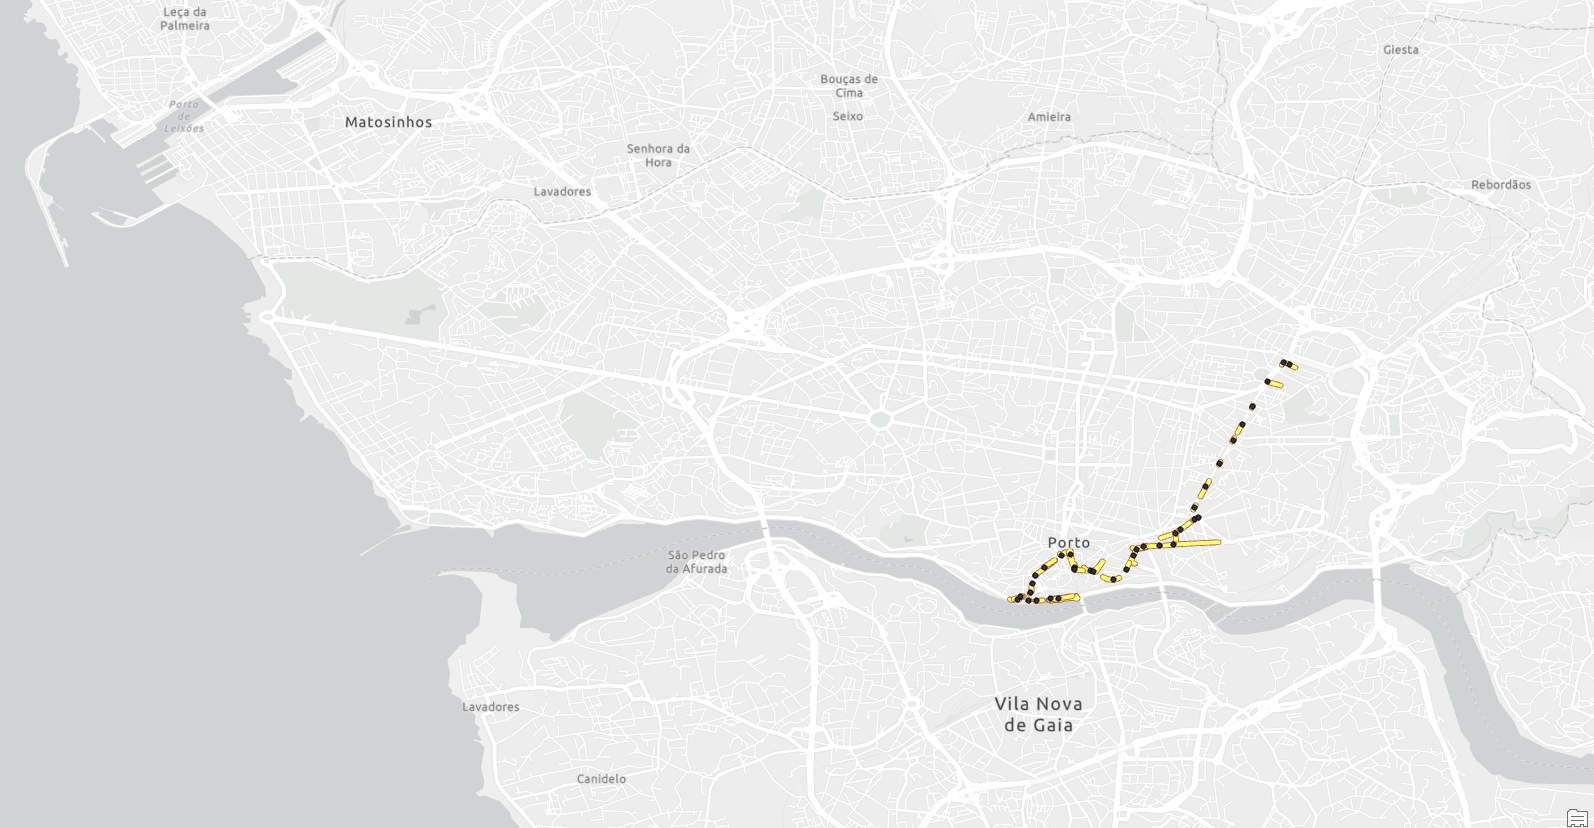 Leça da
Palmeira
Giesta
Bouças de
Cima
Porto
de
Leixões
Matosinhos
Seixo
Amieira
Senhora da
Hora
Lavadores
Rebordãos
Porto
São Pedro
da Afurada
Lavadores
Vila Nova
de Gaia
Canidelo